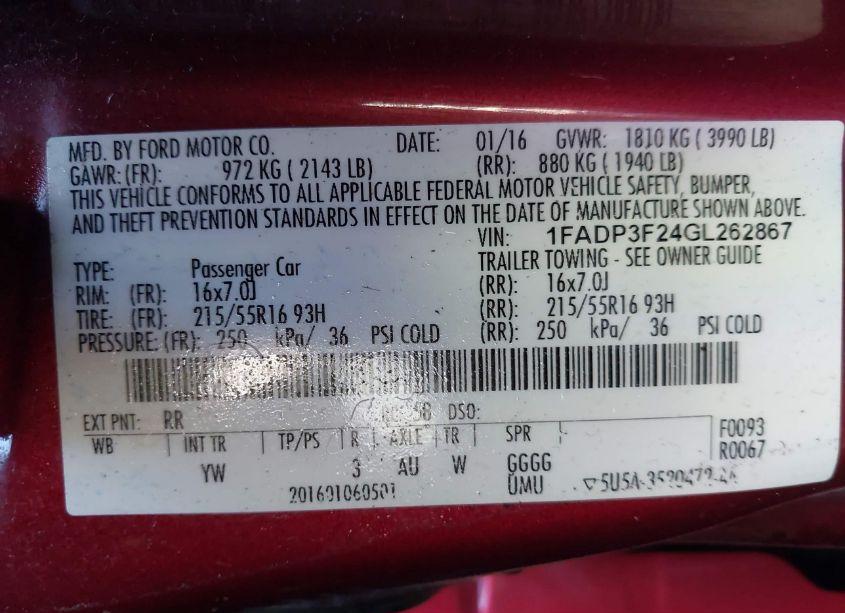 MFD. BY FORD MOTOR CO. DATE: 01/16 GVWR: 1810 KG ( 3990 LB)
GAWR: (FR): 972 KG ( 2143 LB) (RR): 880 KG ( 1940 LB)
THIS VEHICLE CONFORMS TO ALL APPLICABLE FEDERAL MOTOR VEHICLE SAFETY, BUMPER,
AND THEFT PREVENTION STANDARDS IN EFFECT ON THE DATE OF MANUFACTURE SHOWN ABOVE.
VIN: 1FADP3F24GL262867
TYPE: Passenger Car TRAILER TOWING - SEE OWNER GUIDE
RIM: (FR): 16x7.0J (RR): 16x7.0J
TIRE: (FR): 215/55R16 93H (RR): 215/55R16 93H
PRESSURE: (FR): 250 kPa/ 36 PSI COLD (RR): 250 kPa/ 36 PSI COLD
EXT PNT: RR DSO: F0093
WB INT TR TP/PS R AXLE TR SPR R0067
YW 3 AU W GGGG
201601060501 UMU